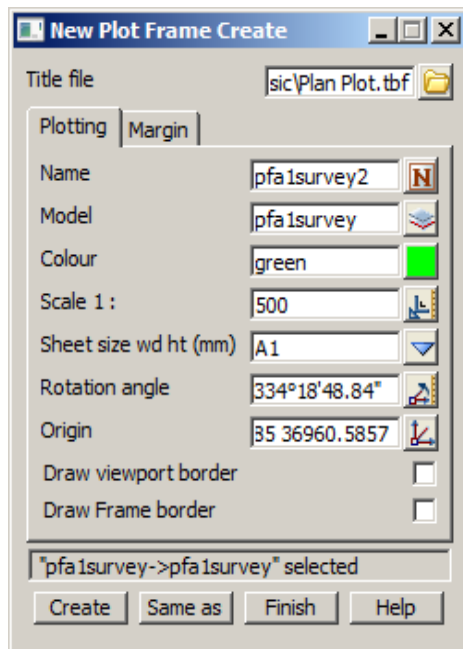 New Plot Frame Create
Title file sic\Plan Plot.tbf
Plotting Margin
Name pfa1survey2 N
Model pfa1survey
Colour green
Scale 1 : 500
Sheet size wd ht (mm) A1
Rotation angle 334°18'48.84"
Origin 35 36960.5857
Draw viewport border
Draw Frame border
"pfa1survey->pfa1survey" selected
Create Same as Finish Help